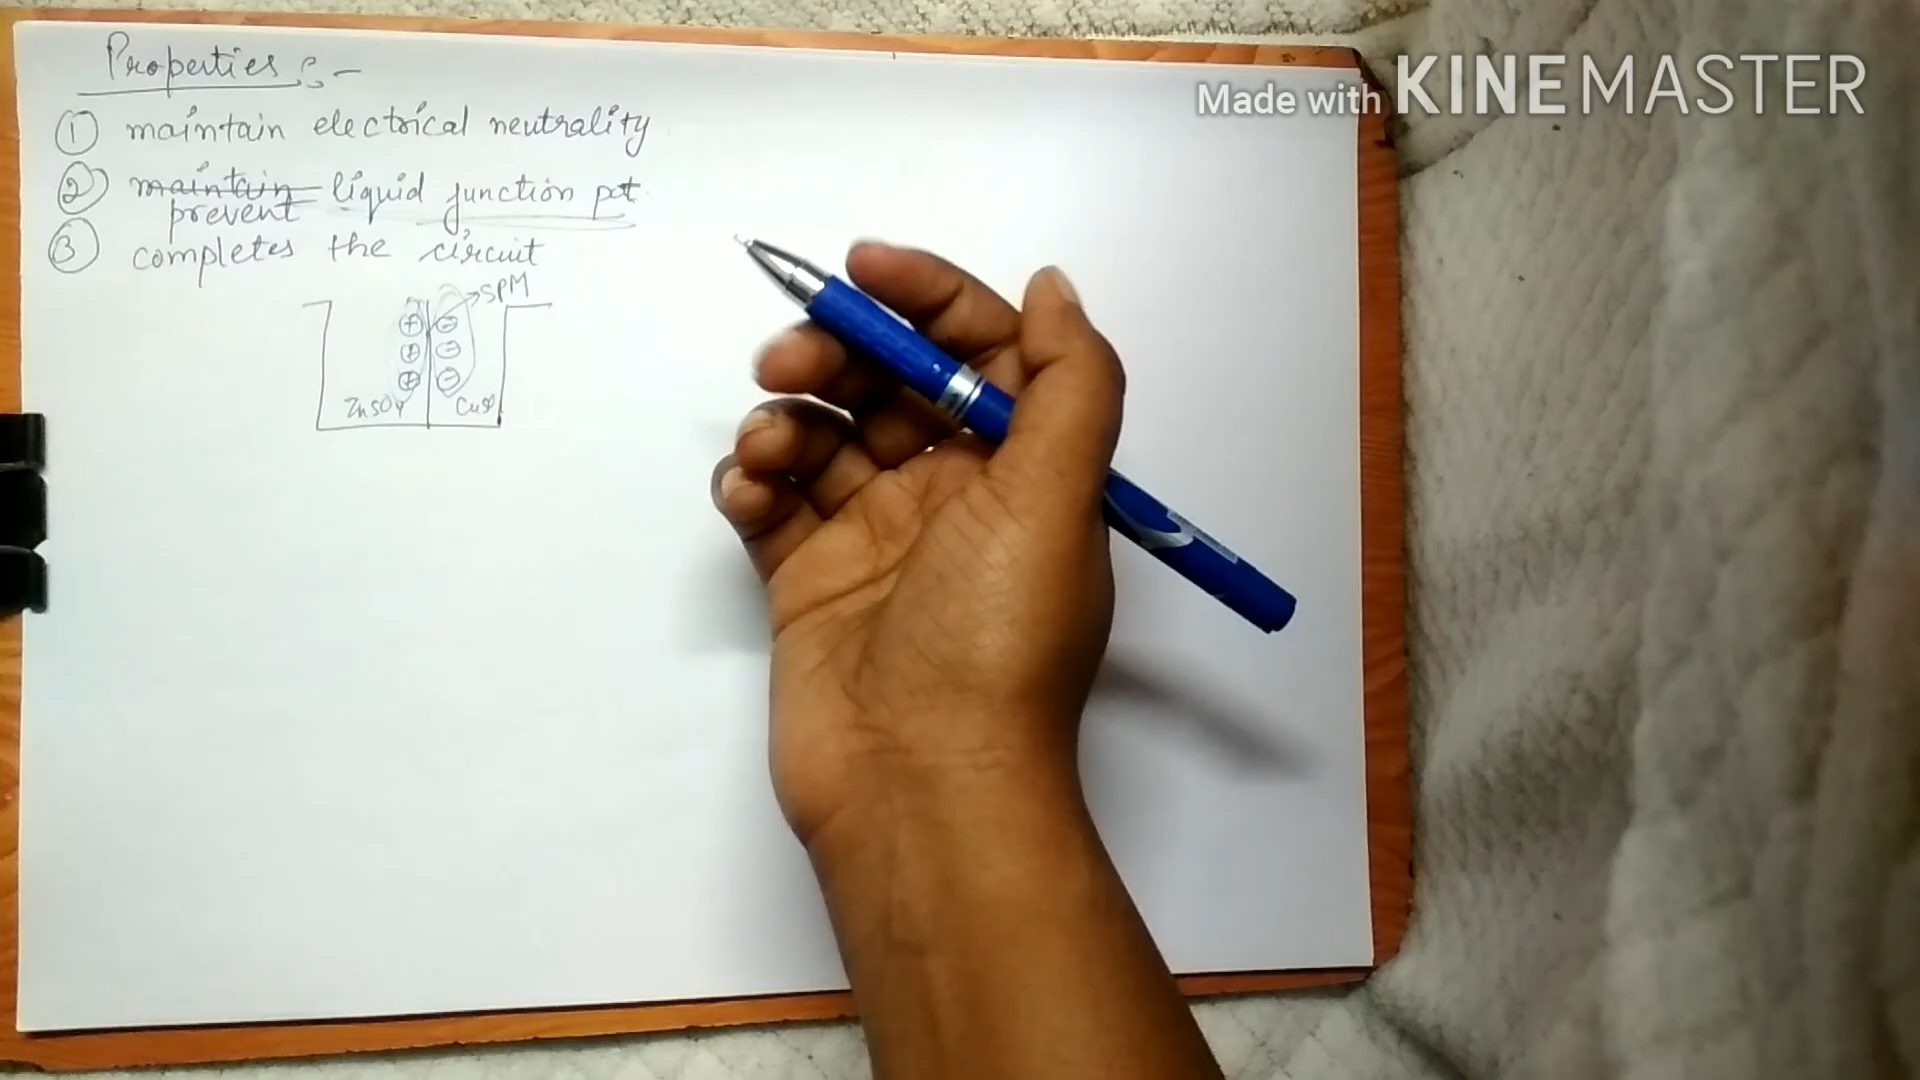 Properties :-
① maintain electrical neutrality
② maintain liquid junction pot.
prevent
③ completes the circuit
SPM
+ -
+ -
+ -
ZnSO4 CuS
Made with KINEMASTER